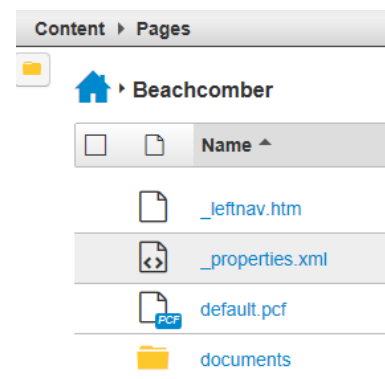 Content Pages
Beachcomber
Name
_leftnav.htm
_properties.xml
PCF default.pcf
documents